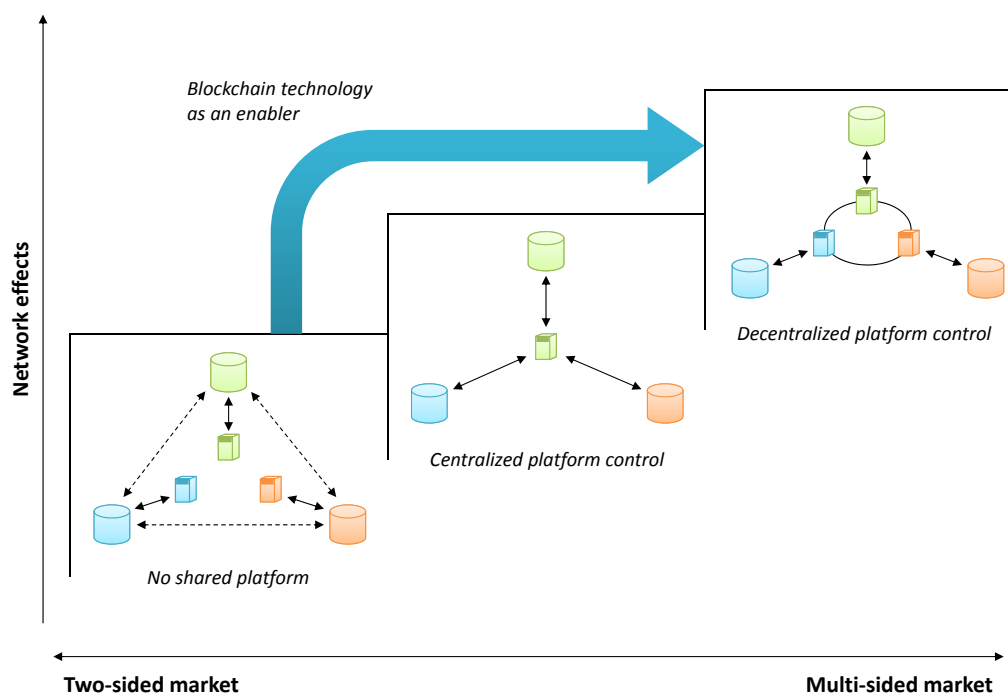 Blockchain technology
as an enabler
Network effects
Decentralized platform control
Centralized platform control
No shared platform
Two-sided market
Multi-sided market